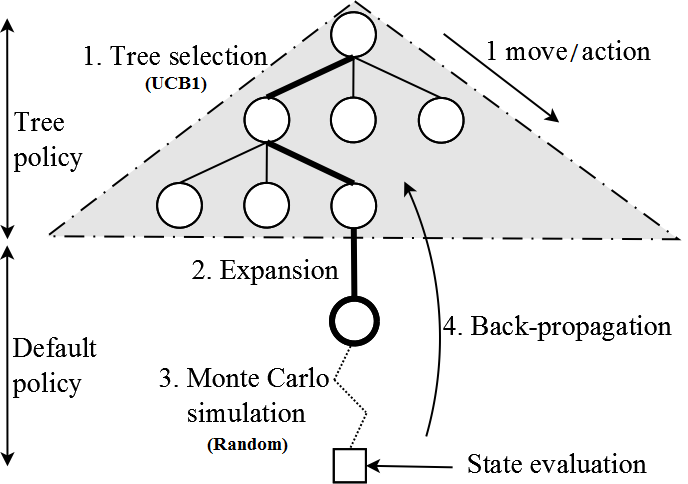 1. Tree selection
(UCB1)
1 move/action
Tree
policy
2. Expansion
4. Back-propagation
Default
policy
3. Monte Carlo
simulation
(Random)
State evaluation